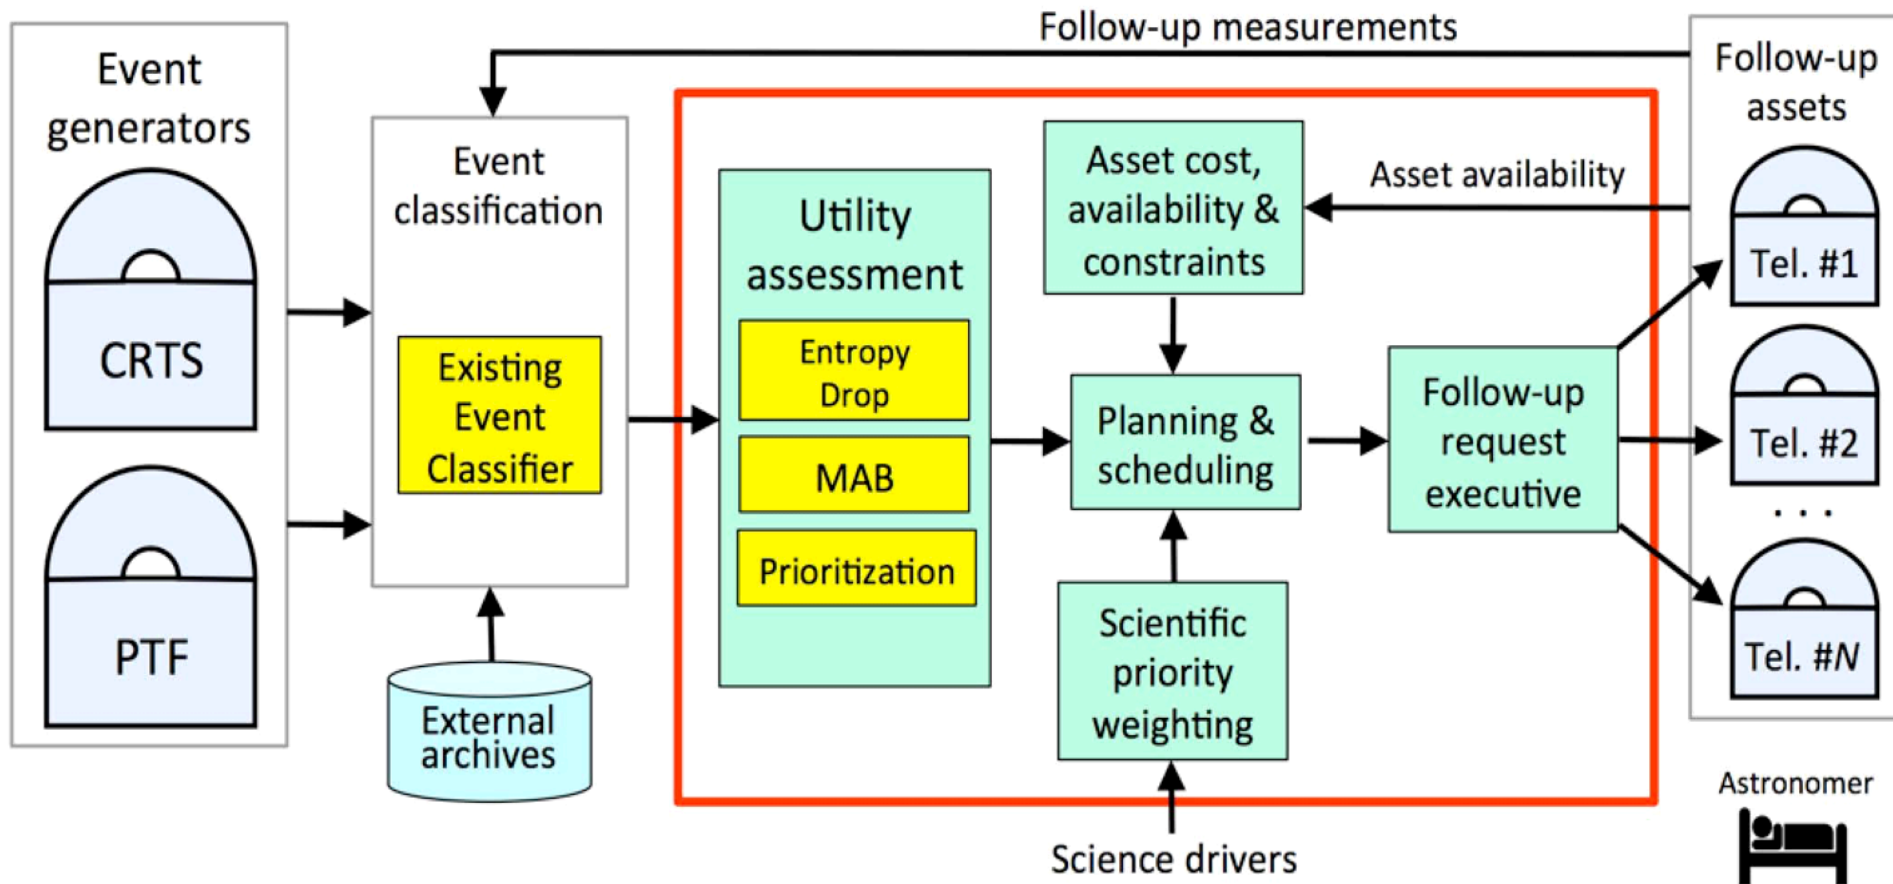 Event
generators
CRTS
PTF
Event
classification
Existing
Event
Classifier
External
archives
Follow-up measurements
Utility
assessment
Entropy
Drop
MAB
Prioritization
Asset cost,
availability &
constraints
Asset availability
Planning &
scheduling
Scientific
priority
weighting
Science drivers
Follow-up
request
executive
Follow-up
assets
Tel. #1
Tel. #2
. . .
Tel. #N
Astronomer